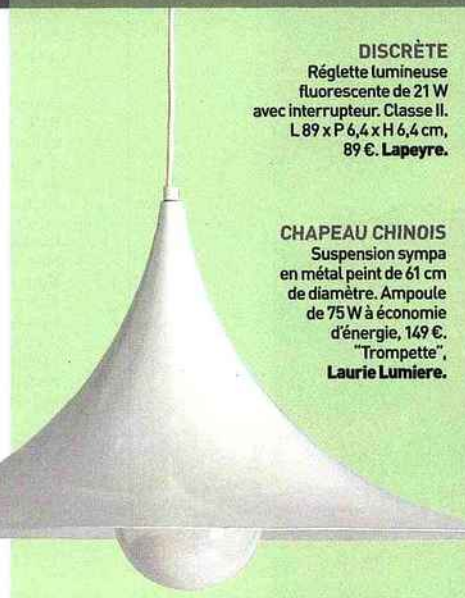 DISCRÈTE
Réglette lumineuse
fluorescente de 21 W
avec interrupteur. Classe II.
L 89 x P 6,4 x H 6,4 cm,
89 €. Lapeyre.
CHAPEAU CHINOIS
Suspension sympa
en métal peint de 61 cm
de diamètre. Ampoule
de 75 W à économie
d'énergie, 149 €.
"Trompette",
Laurie Lumiere.